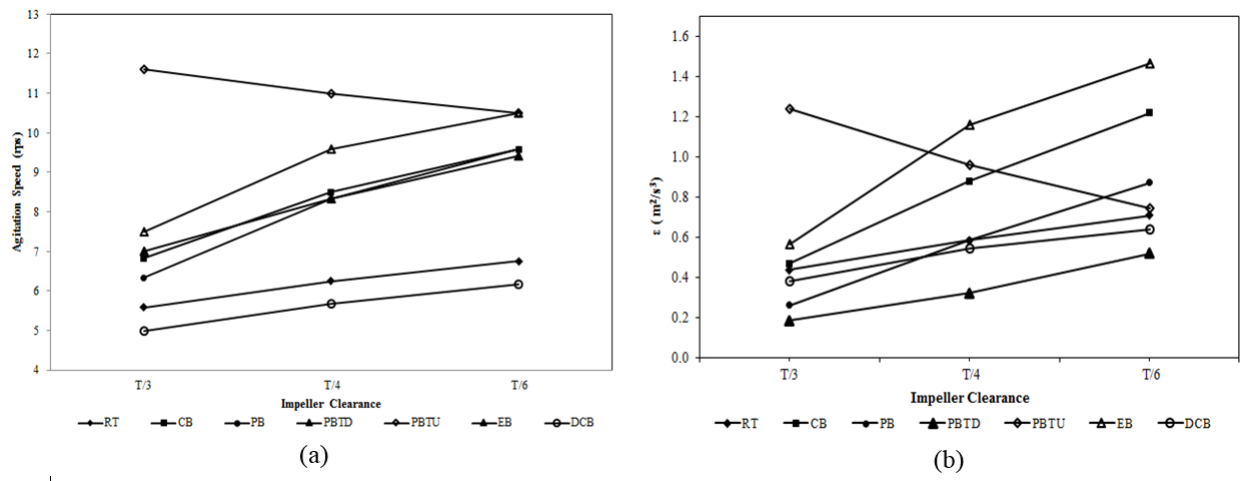 13
12
11
10
9
8
7
6
5
4
Agitation Speed (rps)
T/3 T/4 T/6
Impeller Clearance
RT CB PB PBTD PBTU EB DCB
(a)
1.6
1.4
1.2
1.0
0.8
0.6
0.4
0.2
0.0
ε ( m²/s³)
T/3 T/4 T/6
Impeller Clearance
RT CB PB PBTD PBTU EB DCB
(b)